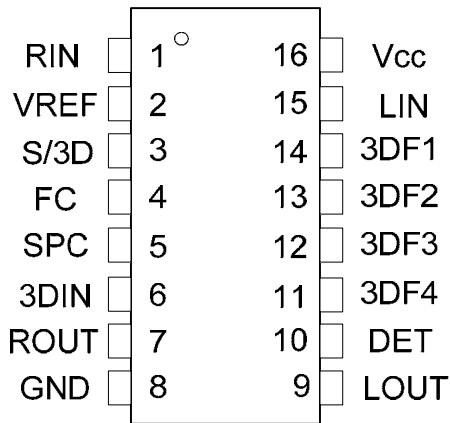 RIN 1 16 Vcc
VREF 2 15 LIN
S/3D 3 14 3DF1
FC 4 13 3DF2
SPC 5 12 3DF3
3DIN 6 11 3DF4
ROUT 7 10 DET
GND 8 9 LOUT